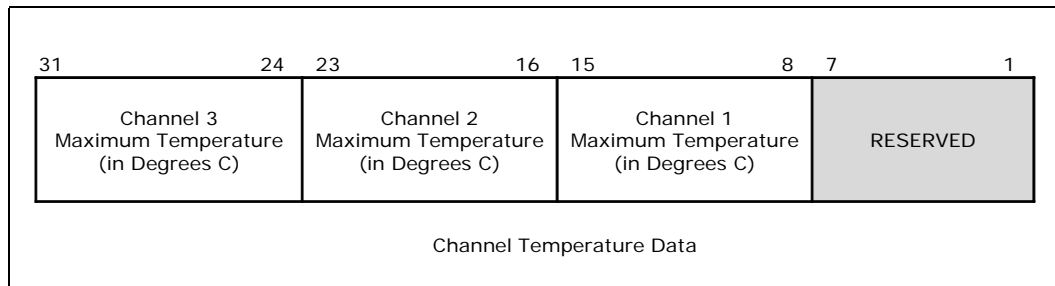 31 24 23 16 15 8 7 1
Channel 3 Channel 2 Channel 1
Maximum Temperature Maximum Temperature Maximum Temperature RESERVED
(in Degrees C) (in Degrees C) (in Degrees C)
Channel Temperature Data